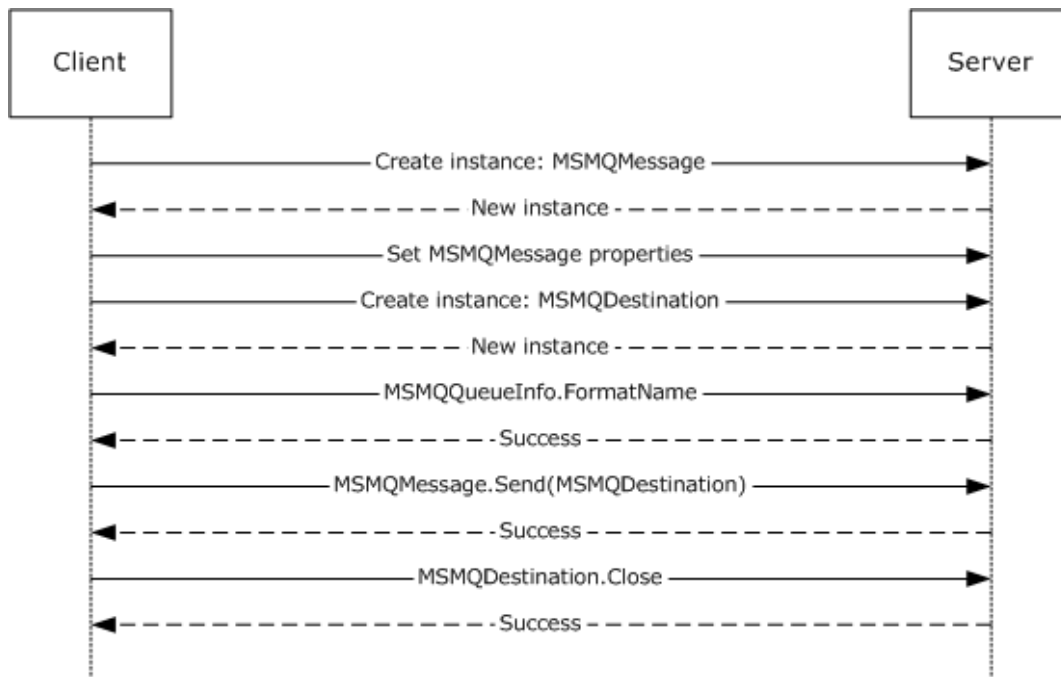 Client
Server
Create instance: MSMQMessage
New instance
Set MSMQMessage properties
Create instance: MSMQDestination
New instance
MSMQQueueInfo.FormatName
Success
MSMQMessage.Send(MSMQDestination)
Success
MSMQDestination.Close
Success